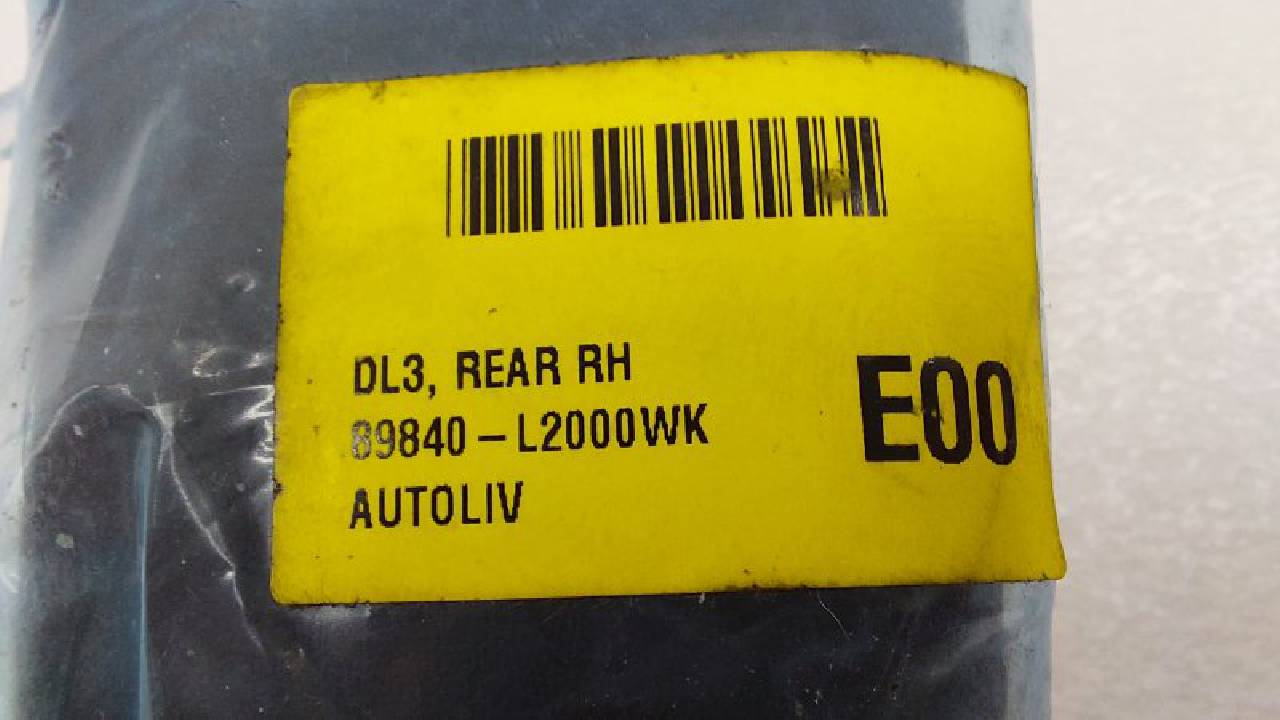 DL3, REAR RH
89840-L2000WK
E00
AUTOLIV